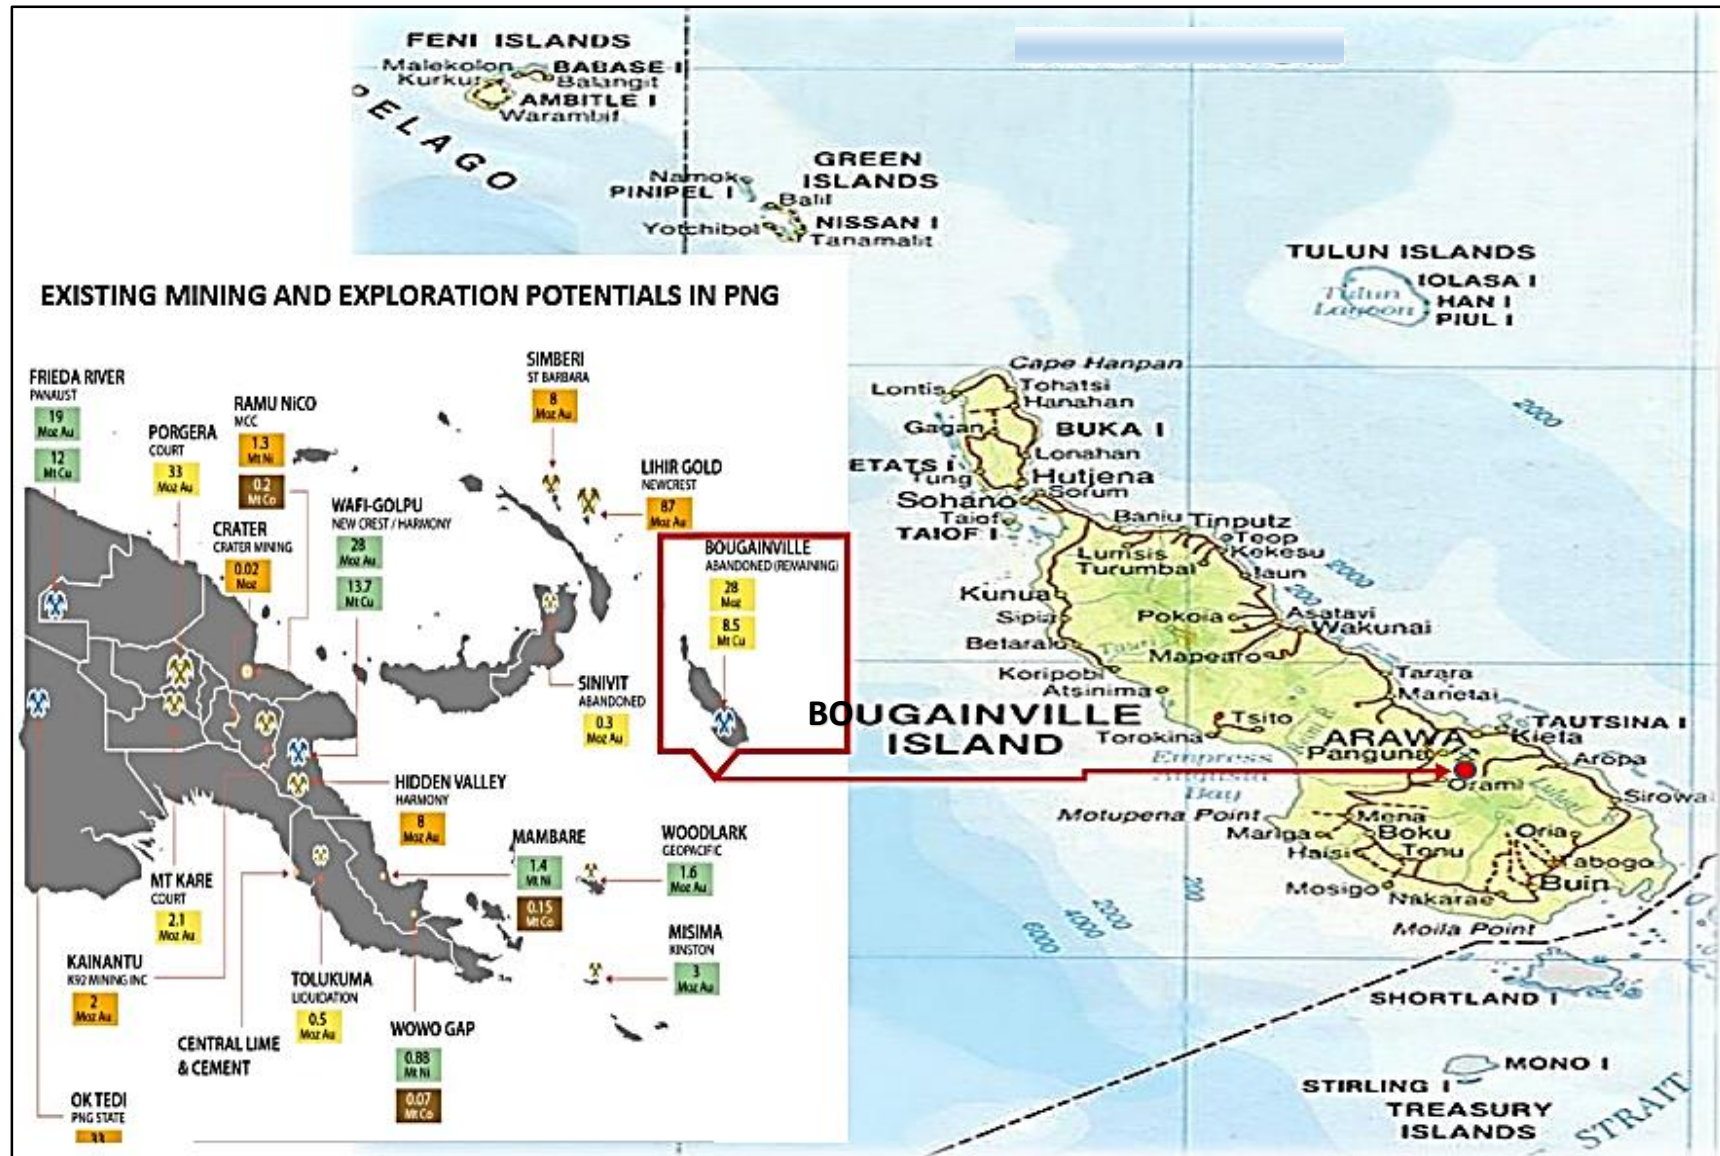 FENI ISLANDS
Malekolon
BABASE I
Kurkur
Balangit
AMBITLE I
Warambif
PELAGO
GREEN
ISLANDS
Namok
PINIPEL I
Balil
Yotchibol
NISSAN I
Tanamalit
TULUN ISLANDS
IOLASA I
Tulun
Lagoon
HAN I
PIUL I
EXISTING MINING AND EXPLORATION POTENTIALS IN PNG
FRIEDA RIVER
PANAUST
19
Moz Au
12
Mt Cu
PORGERA
COURT
33
Moz Au
RAMU NiCO
MCC
1.3
Mt Ni
0.2
Mt Co
CRATER
CRATER MINING
0.02
Moz
WAFI-GOLPU
NEW CREST / HARMONY
28
Moz Au
13.7
Mt Cu
SIMBERI
ST BARBARA
8
Moz Au
LIHIR GOLD
NEWCREST
87
Moz Au
BOUGAINVILLE
ABANDONED (REMAINING)
28
Moz
8.5
Mt Cu
SINIVIT
ABANDONED
0.3
Moz Au
HIDDEN VALLEY
HARMONY
8
Moz Au
MAMBARE
1.4
Mt Ni
0.15
Mt Co
WOODLARK
GEOPACIFIC
1.6
Moz Au
MISIMA
KINSTON
3
Moz Au
MT KARE
COURT
2.1
Moz Au
KAINANTU
K92 MINING INC
2
Moz Au
TOLUKUMA
LIQUIDATION
0.5
Moz Au
CENTRAL LIME
& CEMENT
WOWO GAP
0.88
Mt Ni
0.07
Mt Co
OK TEDI
PNG STATE
33
Cape Hanpan
Lontis
Tohatsi
Hanahan
Gagan
BUKA I
Lonahan
ETATS I
Tung
Hutjena
Sohano
Sorum
Taiof
TAIOF I
Baniu
Tinputz
Teop
Lumsis
Kekesu
Turumbal
Iaun
Kunua
Sipia
Pokoia
Asatavi
Wakunai
Betaralo
Mapearo
Koripobi
Tarara
Atsinima
Manetai
BOUGAINVILLE
ISLAND
Tsito
TAUTSINA I
Torokina
ARAWA
Kieta
Panguna
Empress
Augusta
Bay
Aropa
Orami
Sirowai
Motupena Point
Mena
Mariga
Boku
Oria
Haisi
Tonu
Tabogo
Mosigo
Nakarae
Buin
Moila Point
2000
2000
2000
200
2000
4000
6000
SHORTLAND I
MONO I
STIRLING I
TREASURY
ISLANDS
STRAIT